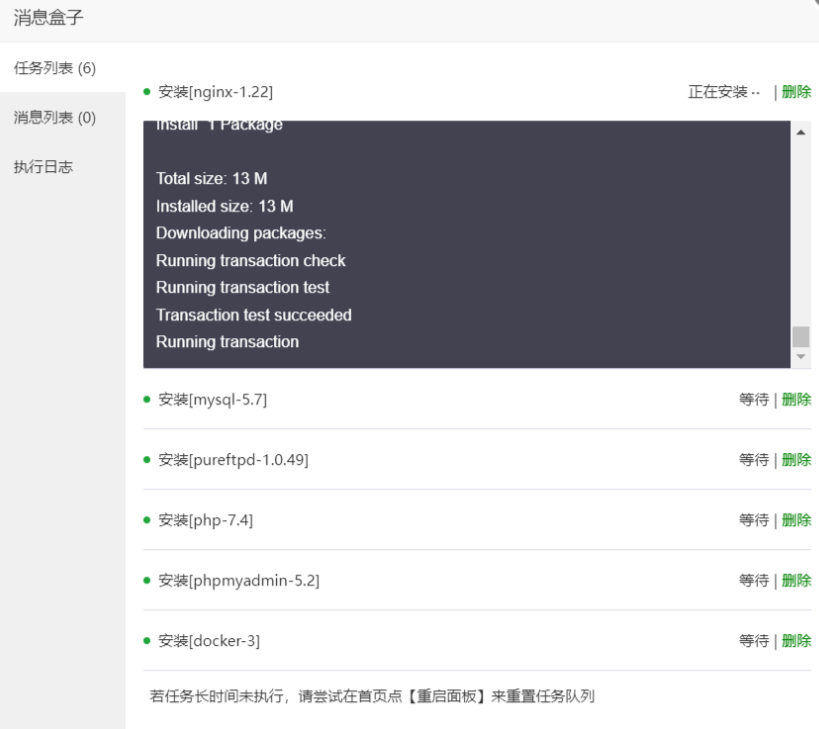 消息盒子
任务列表 (6)
消息列表 (0)
执行日志
安装[nginx-1.22] 正在安装·· | 删除
Install 1 Package
Total size: 13 M
Installed size: 13 M
Downloading packages:
Running transaction check
Running transaction test
Transaction test succeeded
Running transaction
安装[mysql-5.7] 等待 | 删除
安装[pureftpd-1.0.49] 等待 | 删除
安装[php-7.4] 等待 | 删除
安装[phpmyadmin-5.2] 等待 | 删除
安装[docker-3] 等待 | 删除
若任务长时间未执行，请尝试在首页点【重启面板】来重置任务队列